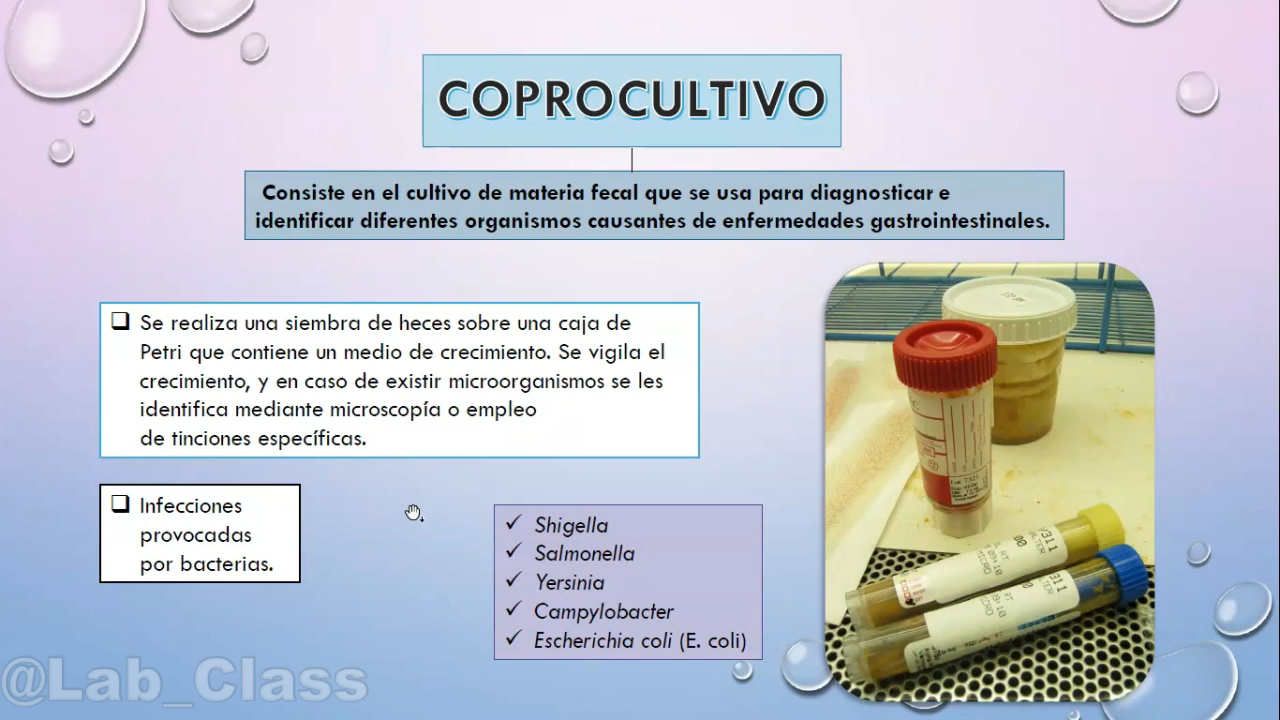 COPROCULTIVO
Consiste en el cultivo de materia fecal que se usa para diagnosticar e
identificar diferentes organismos causantes de enfermedades gastrointestinales.
Se realiza una siembra de heces sobre una caja de
Petri que contiene un medio de crecimiento. Se vigila el
crecimiento, y en caso de existir microorganismos se les
identifica mediante microscopía o empleo
de tinciones específicas.
Infecciones
provocadas
por bacterias.
Shigella
Salmonella
Yersinia
Campylobacter
Escherichia coli (E. coli)
@Lab_Class